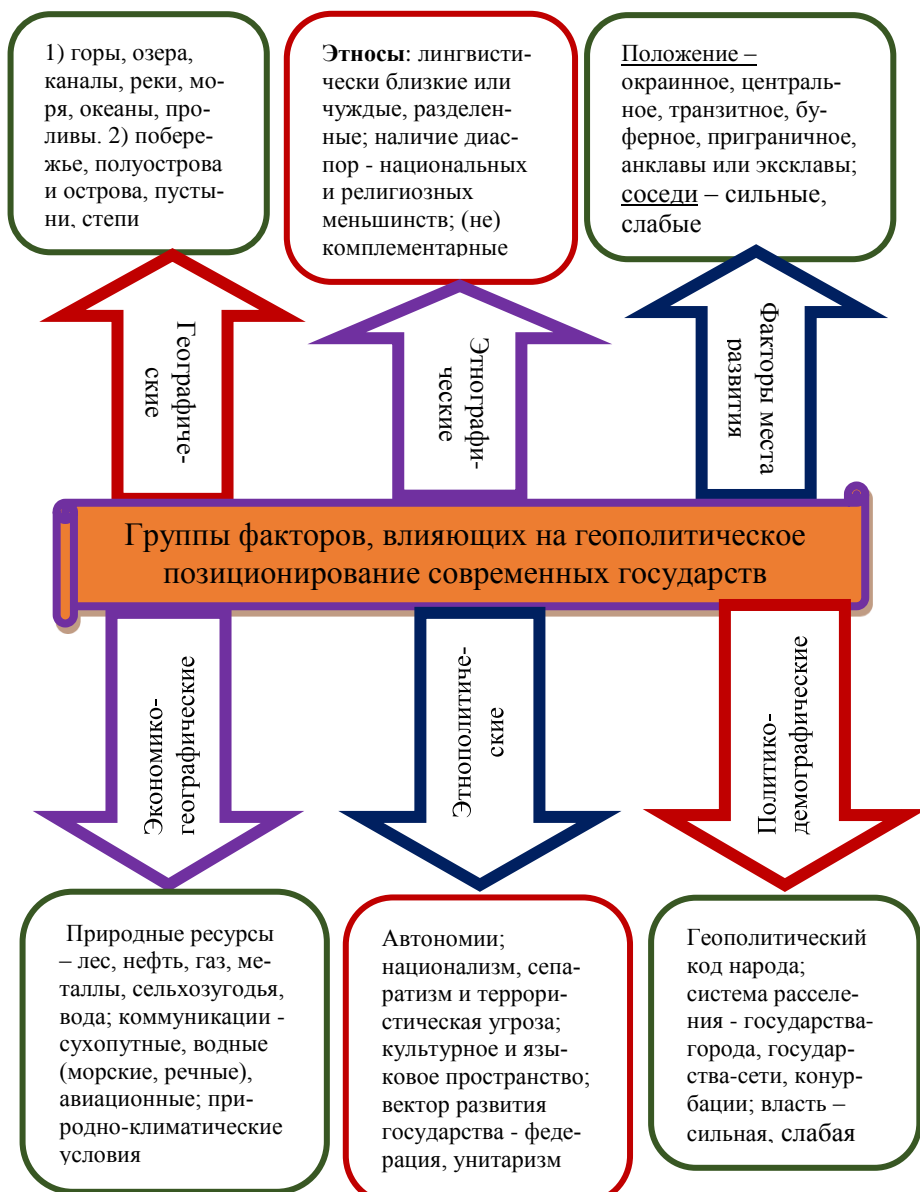 1) горы, озера,
каналы, реки, мо-
ря, океаны, про-
ливы. 2) побере-
жье, полуострова
и острова, пусты-
ни, степи
Этносы: лингвисти-
чески близкие или
чуждые, разделен-
ные; наличие диас-
пор - национальных
и религиозных
меньшинств; (не)
комплементарные
Положение –
окраинное, централь-
ное, транзитное, бу-
ферное, приграничное,
анклавы или эксклавы;
соседи – сильные,
слабые
Географиче-
ские
Этнографи-
ческие
Факторы места
развития
Группы факторов, влияющих на геополитическое
позиционирование современных государств
Экономико-
географические
Этнополитиче-
ские
Политико-
демографические
Природные ресурсы
– лес, нефть, газ, ме-
таллы, сельхозугодья,
вода; коммуникации -
сухопутные, водные
(морские, речные),
авиационные; при-
родно-климатические
условия
Автономии;
национализм, сепа-
ратизм и террори-
стическая угроза;
культурное и язы-
ковое пространство;
вектор развития
государства - феде-
рация, унитаризм
Геополитический
код народа;
система расселе-
ния - государства-
города, государ-
ства-сети, конур-
бации; власть –
сильная, слабая